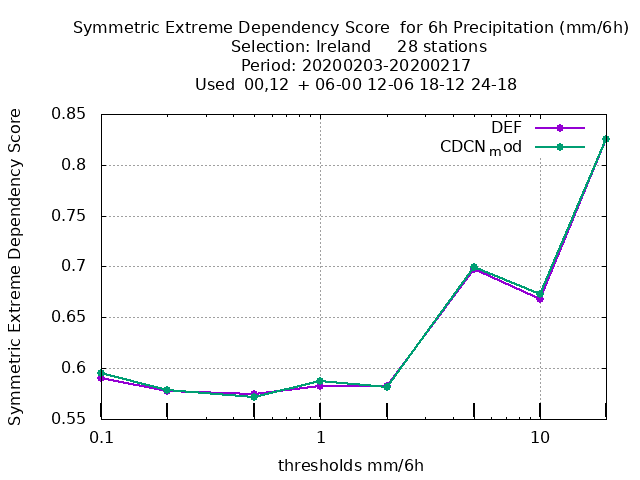 Symmetric Extreme Dependency Score for 6h Precipitation (mm/6h)
Selection: Ireland 28 stations
Period: 20200203-20200217
Used 00,12 + 06-00 12-06 18-12 24-18
Symmetric Extreme Dependency Score
0.85
0.8
0.75
0.7
0.65
0.6
0.55
DEF
CDCNmod
0.1 1 10
thresholds mm/6h